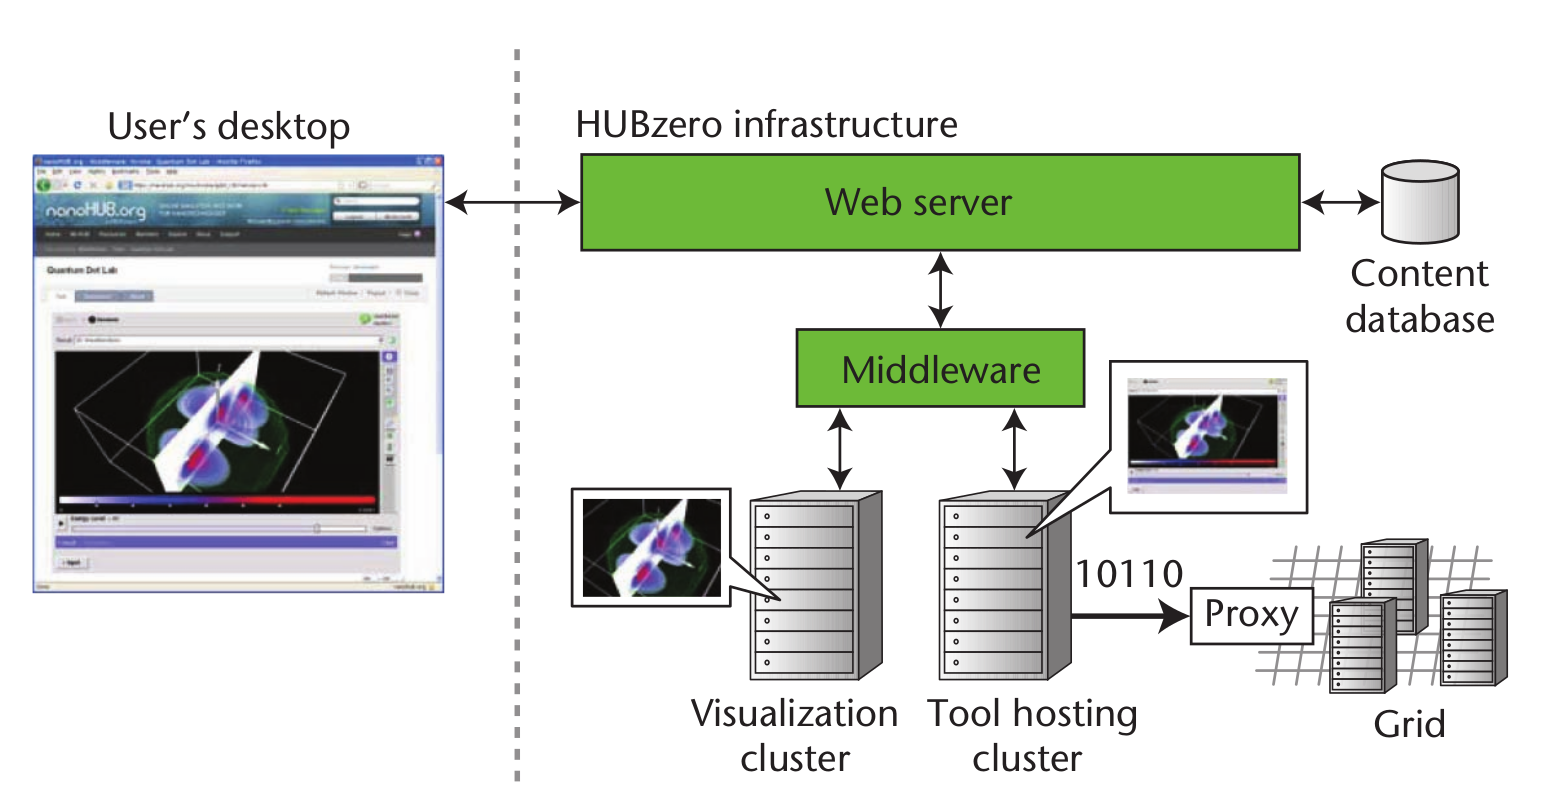 User's desktop
HUBzero infrastructure
nanoHUB.org
Quantum Dot Lab
Web server
Content
database
Middleware
10110
Proxy
Visualization
cluster
Tool hosting
cluster
Grid